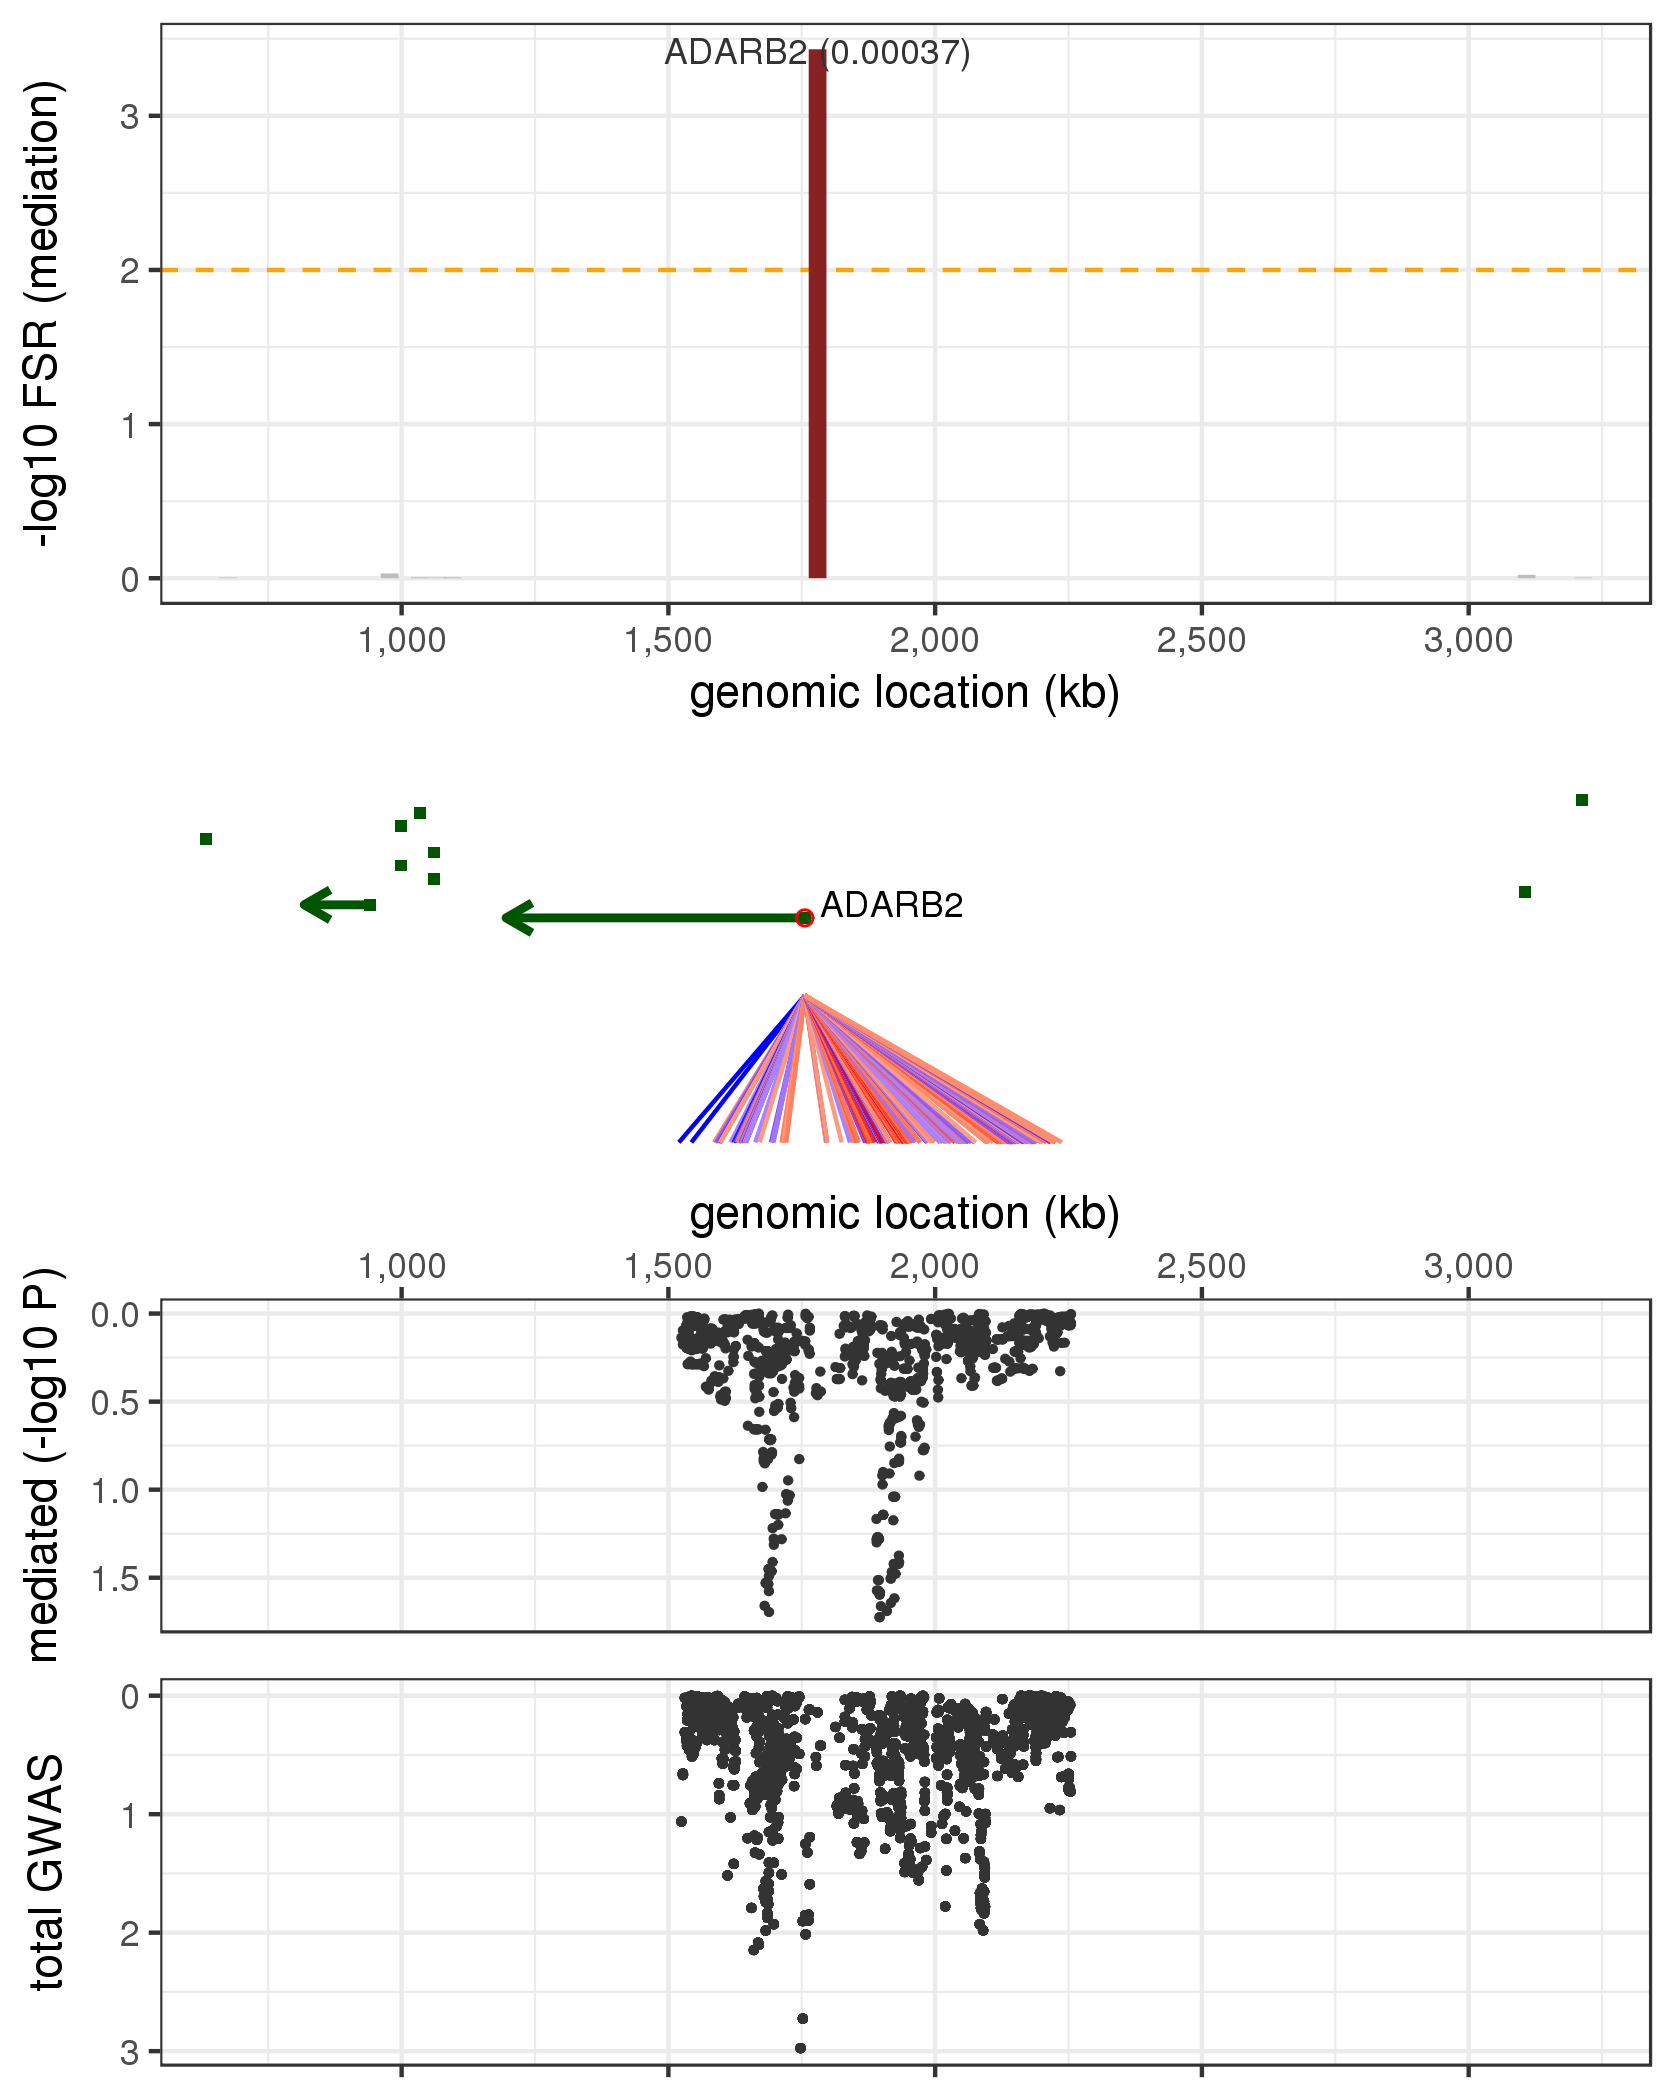 ADARB2 (0.00037)
-log10 FSR (mediation)
3
2
1
0
1,000 1,500 2,000 2,500 3,000
genomic location (kb)
ADARB2
genomic location (kb)
1,000 1,500 2,000 2,500 3,000
mediated (-log10 P)
0.0
0.5
1.0
1.5
total GWAS
0
1
2
3